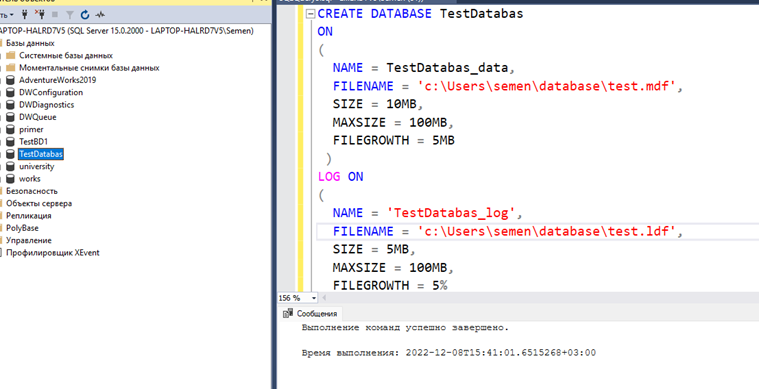 LAPTOP-HALRD7V5 (SQL Server 15.0.2000 - LAPTOP-HALRD7V5\Semen)
Базы данных
Системные базы данных
Моментальные снимки базы данных
AdventureWorks2019
DWConfiguration
DWDiagnostics
DWQueue
primer
TestBD1
TestDatabas
university
works
Безопасность
Объекты сервера
Репликация
PolyBase
Управление
Профилировщик XEvent
CREATE DATABASE TestDatabas
ON
(
NAME = TestDatabas_data,
FILENAME = 'c:\Users\semen\database\test.mdf',
SIZE = 10MB,
MAXSIZE = 100MB,
FILEGROWTH = 5MB
)
LOG ON
(
NAME = 'TestDatabas_log',
FILENAME = 'c:\Users\semen\database\test.ldf',
SIZE = 5MB,
MAXSIZE = 100MB,
FILEGROWTH = 5%
156 %
Сообщения
Выполнение команд успешно завершено.
Время выполнения: 2022-12-08T15:41:01.6515268+03:00